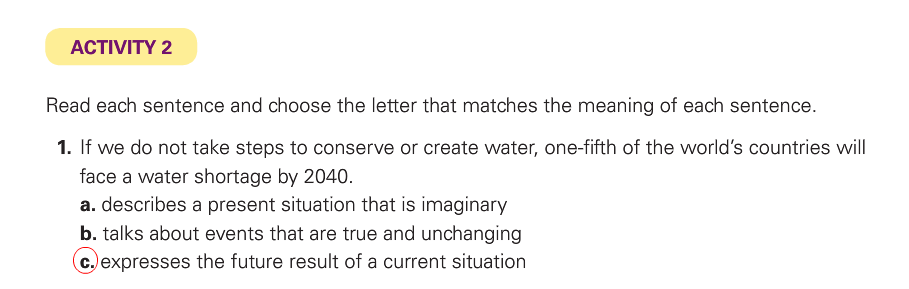 ACTIVITY 2
Read each sentence and choose the letter that matches the meaning of each sentence.
1. If we do not take steps to conserve or create water, one-fifth of the world’s countries will
face a water shortage by 2040.
a. describes a present situation that is imaginary
b. talks about events that are true and unchanging
c. expresses the future result of a current situation